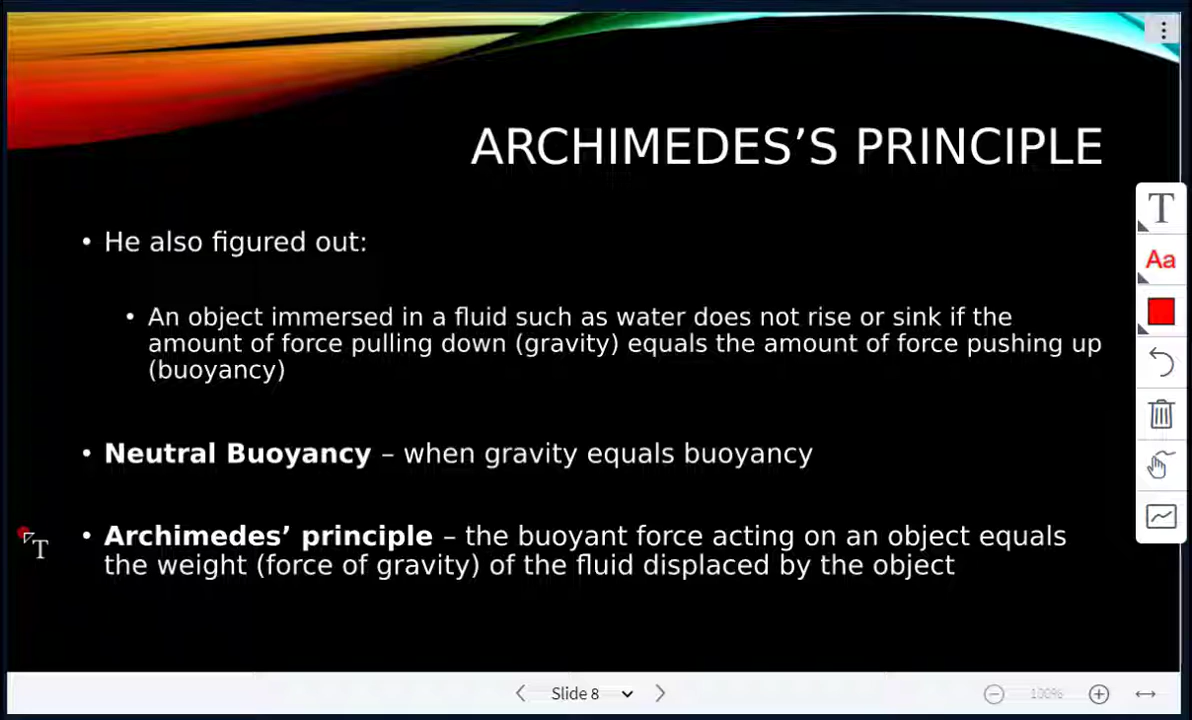 ARCHIMEDES’S PRINCIPLE
• He also figured out:
• An object immersed in a fluid such as water does not rise or sink if the
amount of force pulling down (gravity) equals the amount of force pushing up
(buoyancy)
• Neutral Buoyancy – when gravity equals buoyancy
• Archimedes’ principle – the buoyant force acting on an object equals
the weight (force of gravity) of the fluid displaced by the object
T
T
Aa
Slide 8
100%